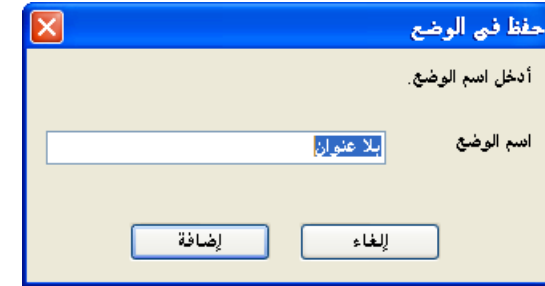 حفظ في الوضع
أدخل اسم الوضع.
اسم الوضع
بلا عنوان
إلغاء
إضافة